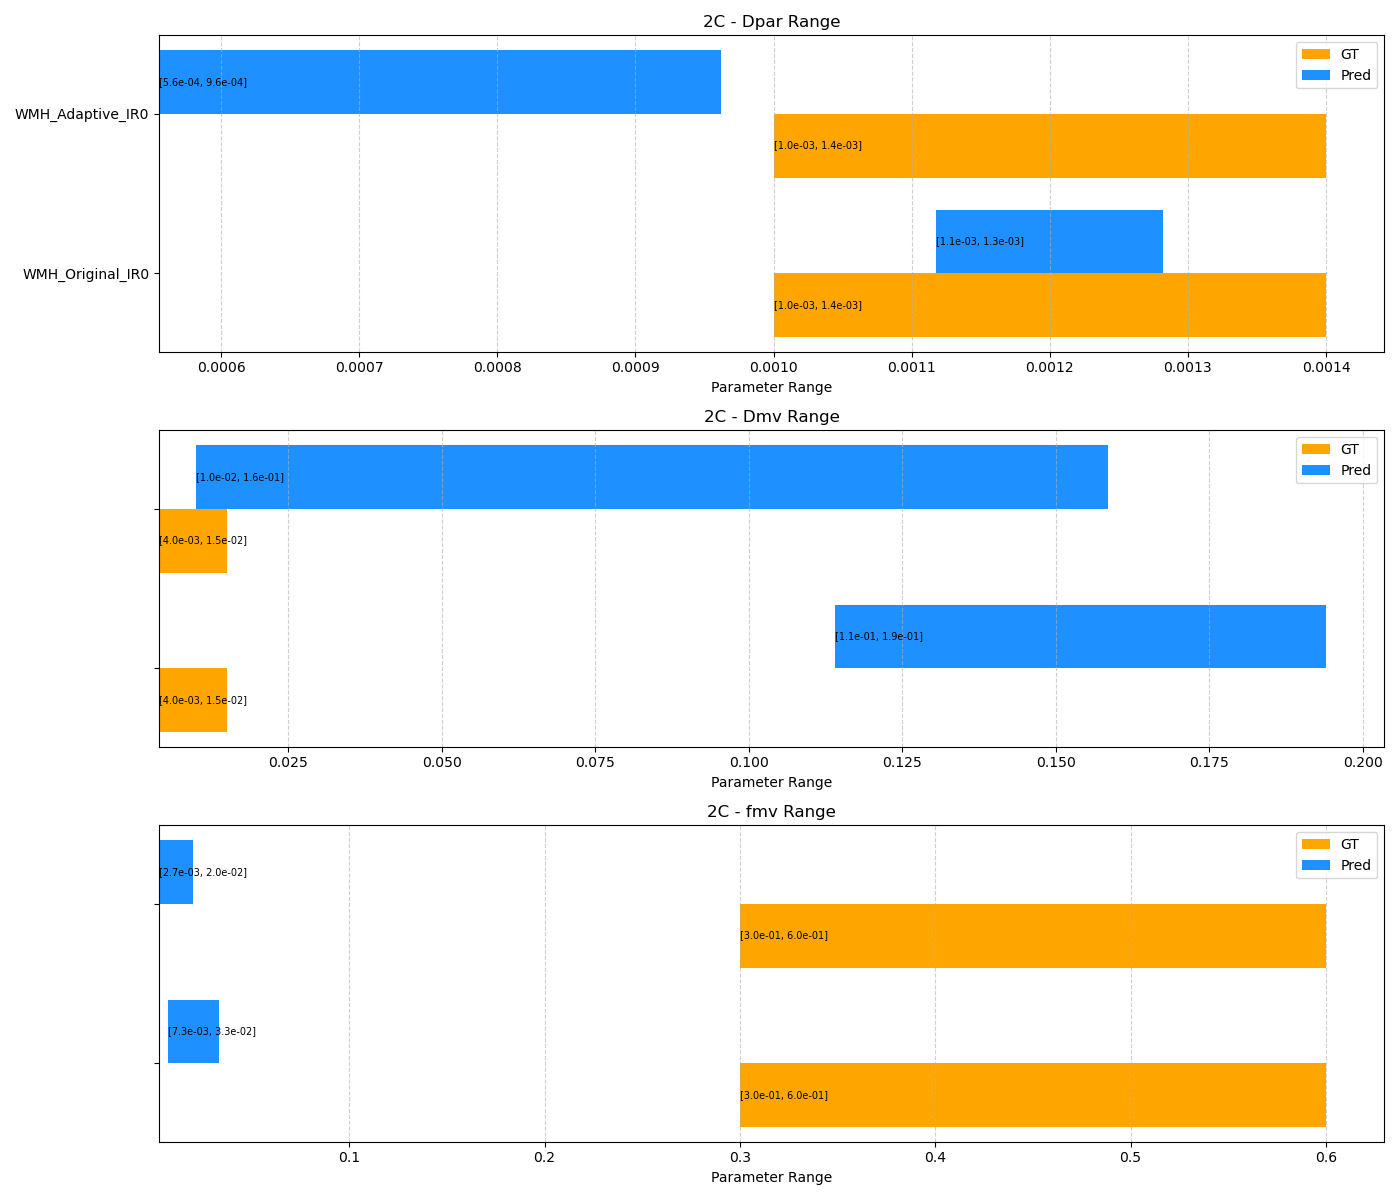 2C - Dpar Range
GT
Pred
[5.6e-04, 9.6e-04]
WMH_Adaptive_IR0
[1.0e-03, 1.4e-03]
[1.1e-03, 1.3e-03]
WMH_Original_IR0
[1.0e-03, 1.4e-03]
0.0006 0.0007 0.0008 0.0009 0.0010 0.0011 0.0012 0.0013 0.0014
Parameter Range
2C - Dmv Range
GT
Pred
[1.0e-02, 1.6e-01]
[4.0e-03, 1.5e-02]
[1.1e-01, 1.9e-01]
[4.0e-03, 1.5e-02]
0.025 0.050 0.075 0.100 0.125 0.150 0.175 0.200
Parameter Range
2C - fmv Range
GT
Pred
[2.7e-03, 2.0e-02]
[3.0e-01, 6.0e-01]
[7.3e-03, 3.3e-02]
[3.0e-01, 6.0e-01]
0.1 0.2 0.3 0.4 0.5 0.6
Parameter Range